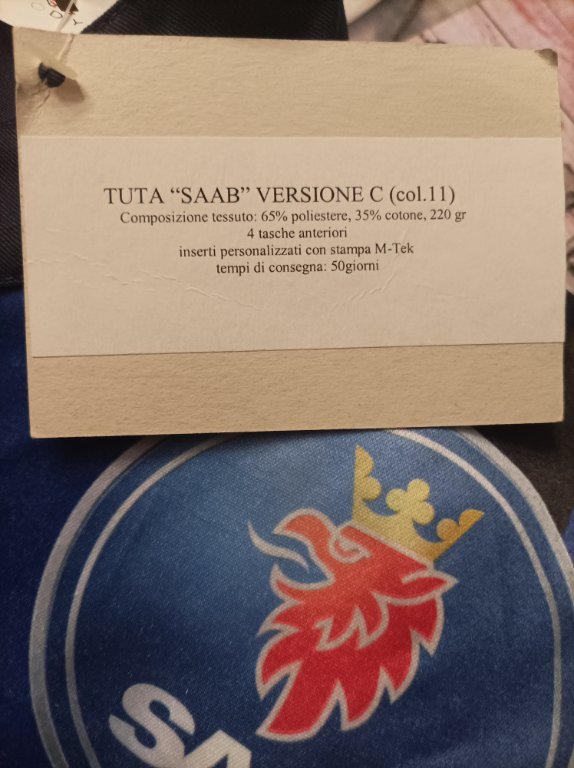 TUTA “SAAB” VERSIONE C (col.11)
Composizione tessuto: 65% poliestere, 35% cotone, 220 gr
4 tasche anteriori
inserti personalizzati con stampa M-Tek
tempi di consegna: 50giorni
SA